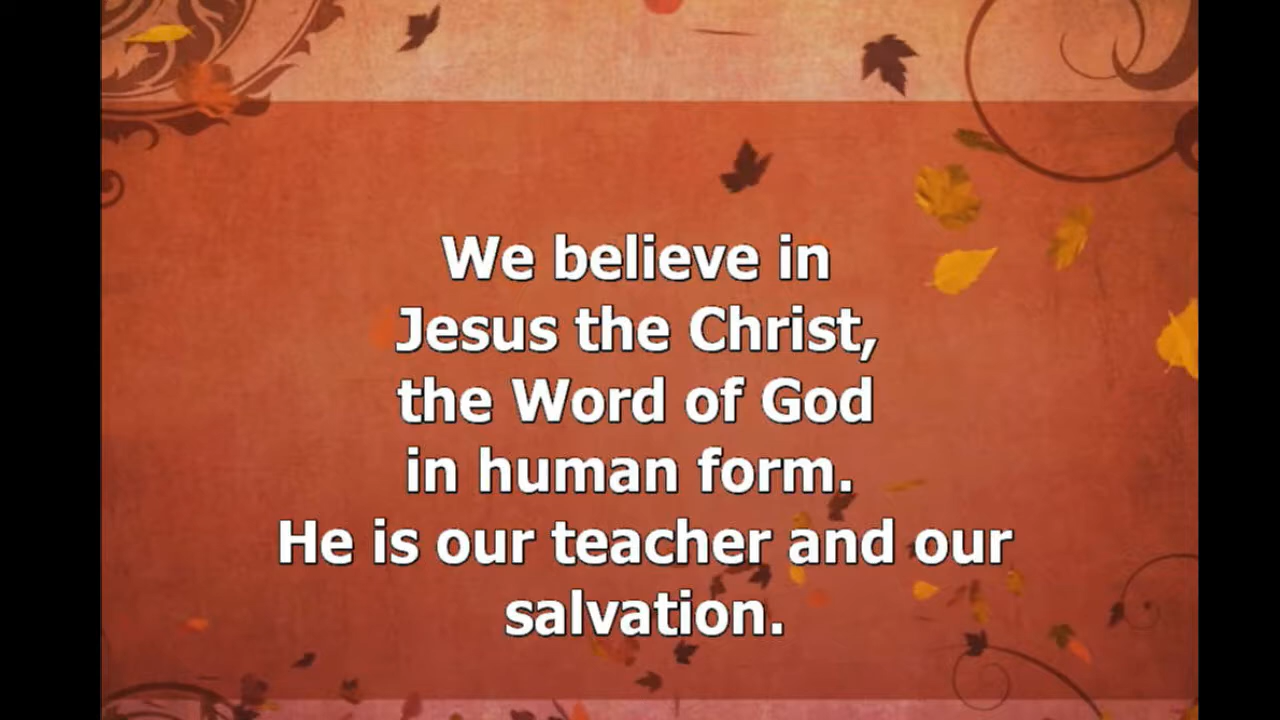 We believe in
Jesus the Christ,
the Word of God
in human form.
He is our teacher and our
salvation.